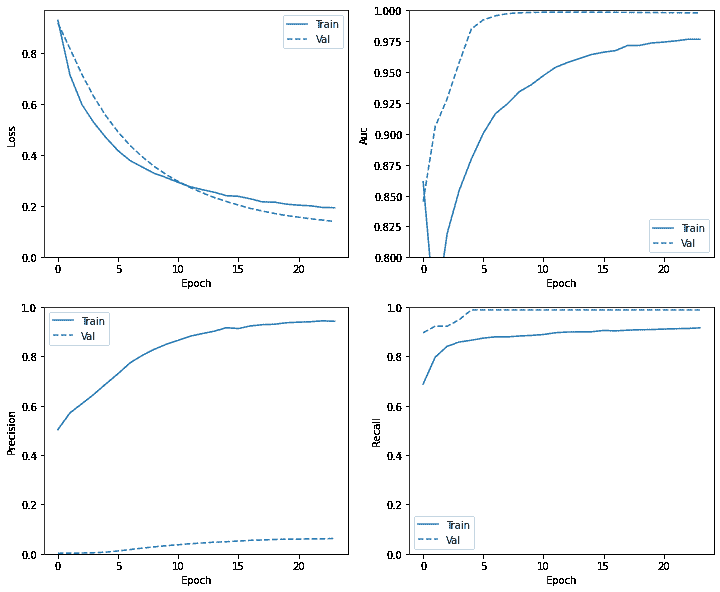 Train
Val
0.8
0.6
0.4
0.2
0.0
Loss
0 5 10 15 20
Epoch
1.000
0.975
0.950
0.925
0.900
0.875
0.850
0.825
0.800
Auc
Train
Val
0 5 10 15 20
Epoch
Train
Val
1.0
0.8
0.6
0.4
0.2
0.0
Precision
0 5 10 15 20
Epoch
1.0
0.8
0.6
0.4
0.2
0.0
Recall
Train
Val
0 5 10 15 20
Epoch